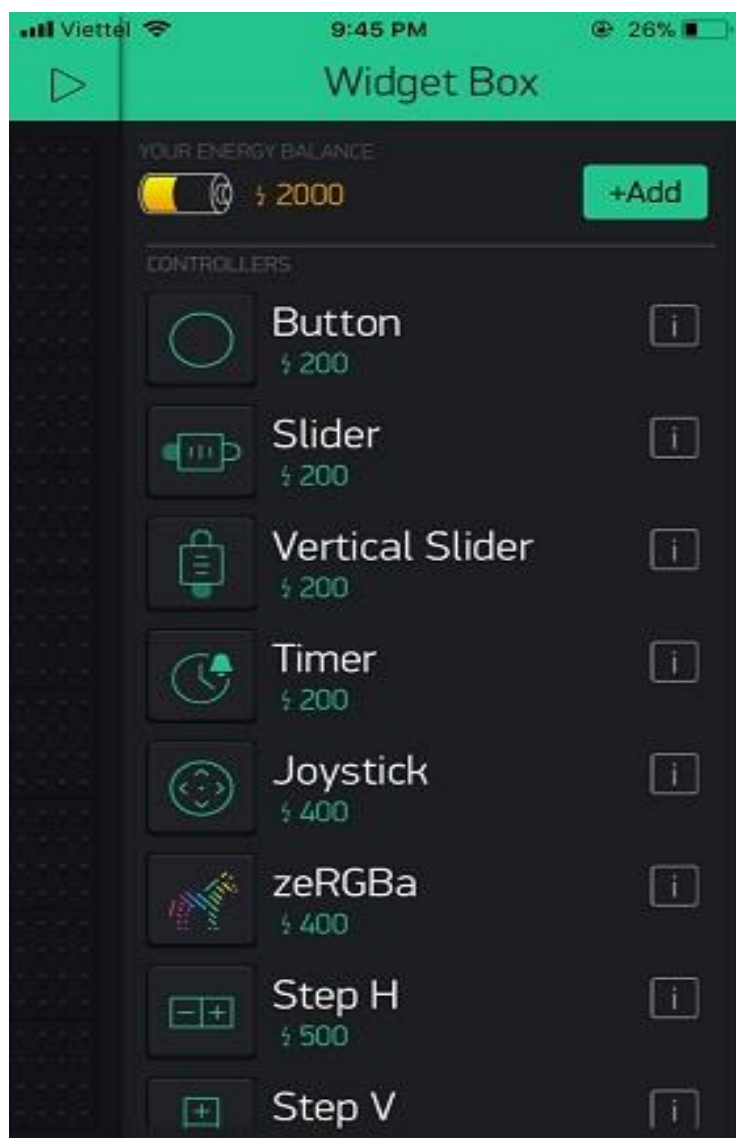 Viettel 9:45 PM 26%
Widget Box
YOUR ENERGY BALANCE
2000 +Add
CONTROLLERS
Button i
200
Slider i
200
Vertical Slider i
200
Timer i
200
Joystick i
400
zeRGBa i
400
Step H i
500
Step V i